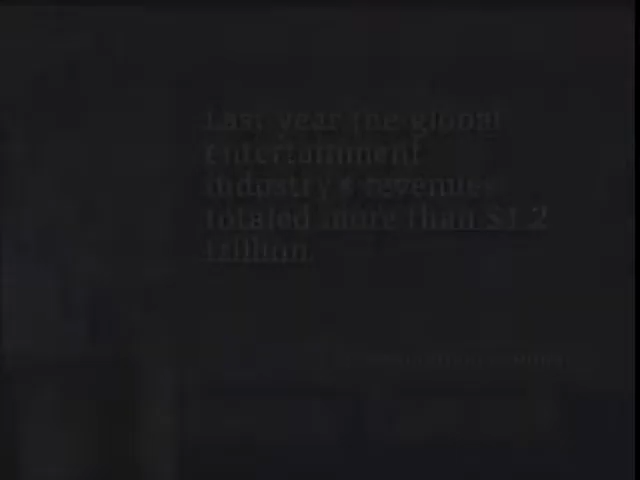 Last year the global
entertainment
industry's revenues
totaled more than $1.2
trillion.